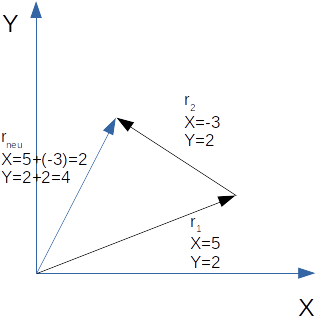 Y
r₂
X=-3
Y=2
rₙₑᵤ
X=5+(-3)=2
Y=2+2=4
r₁
X=5
Y=2
X